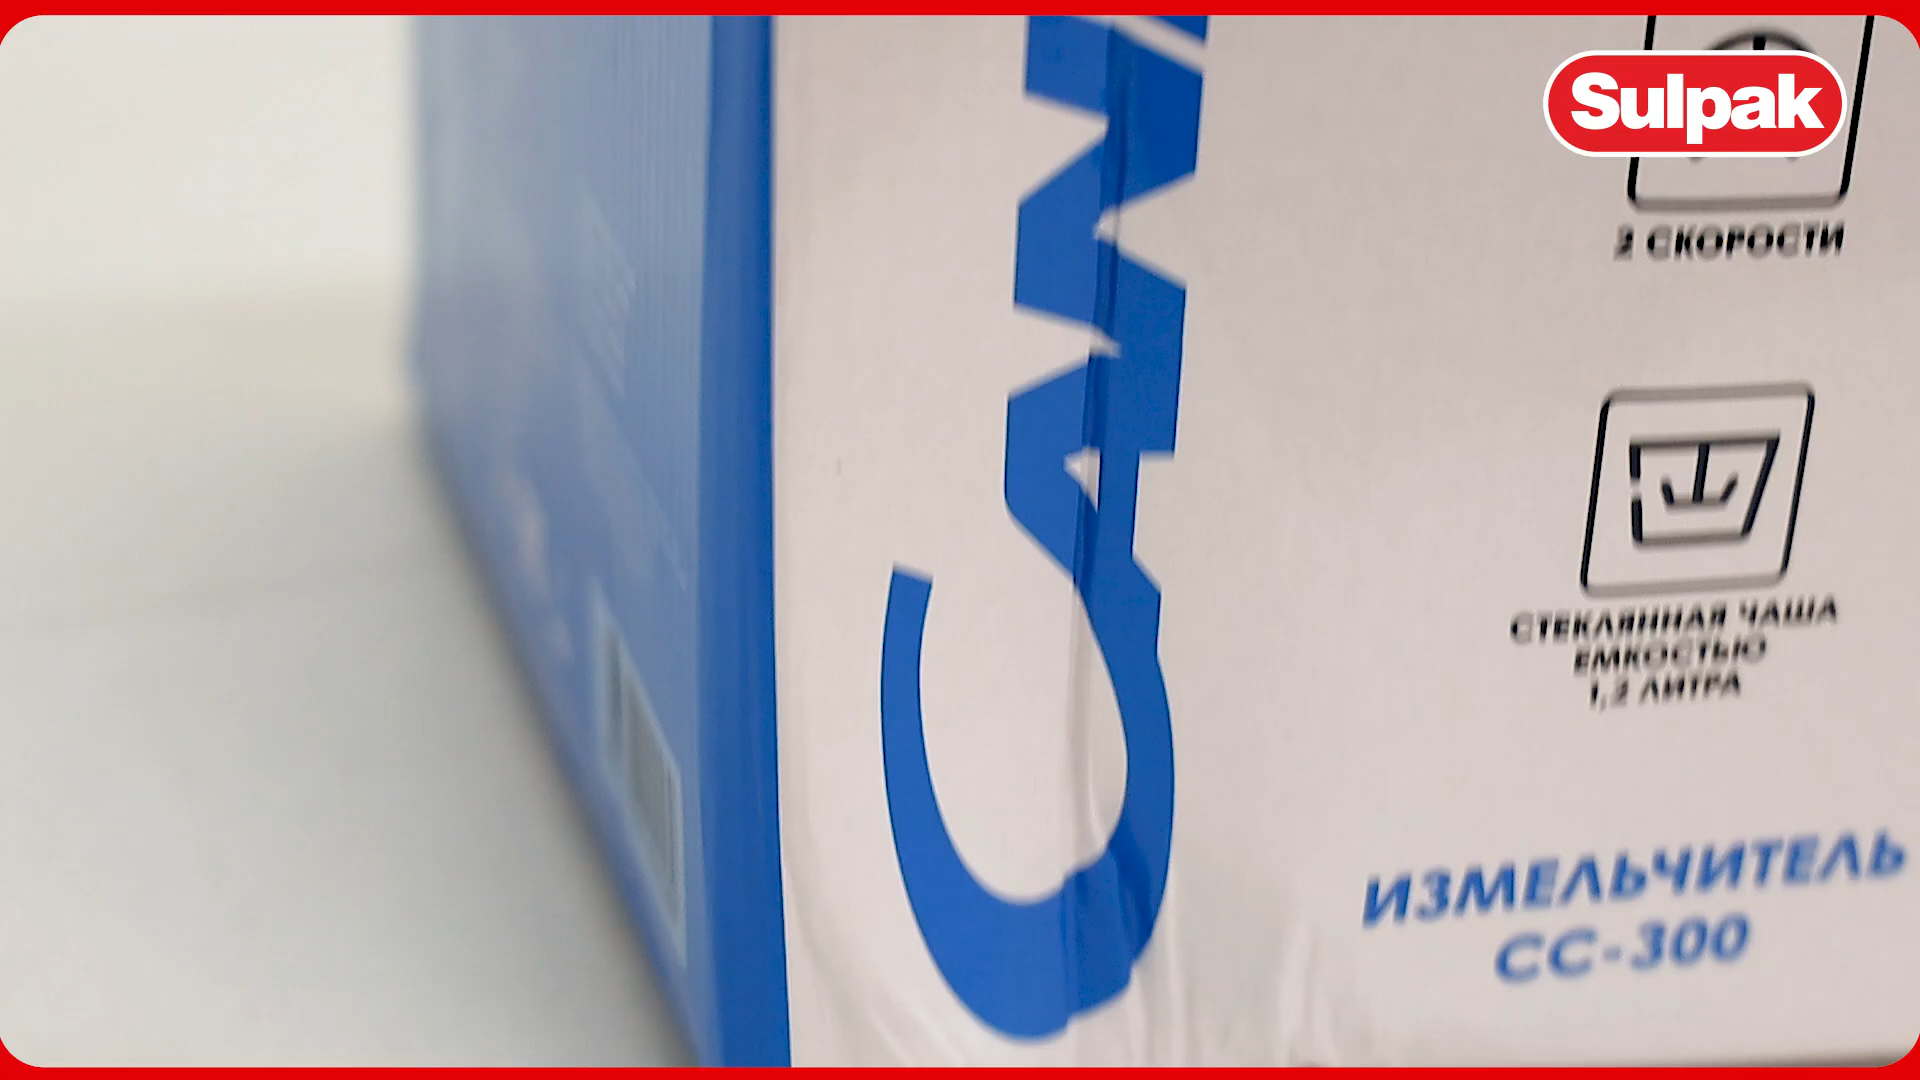 Sulpak
2 СКОРОСТИ
СТЕКЛЯННАЯ ЧАША
ЕМКОСТЬЮ
1,2 ЛИТРА
ИЗМЕЛЬЧИТЕЛЬ
CC-300